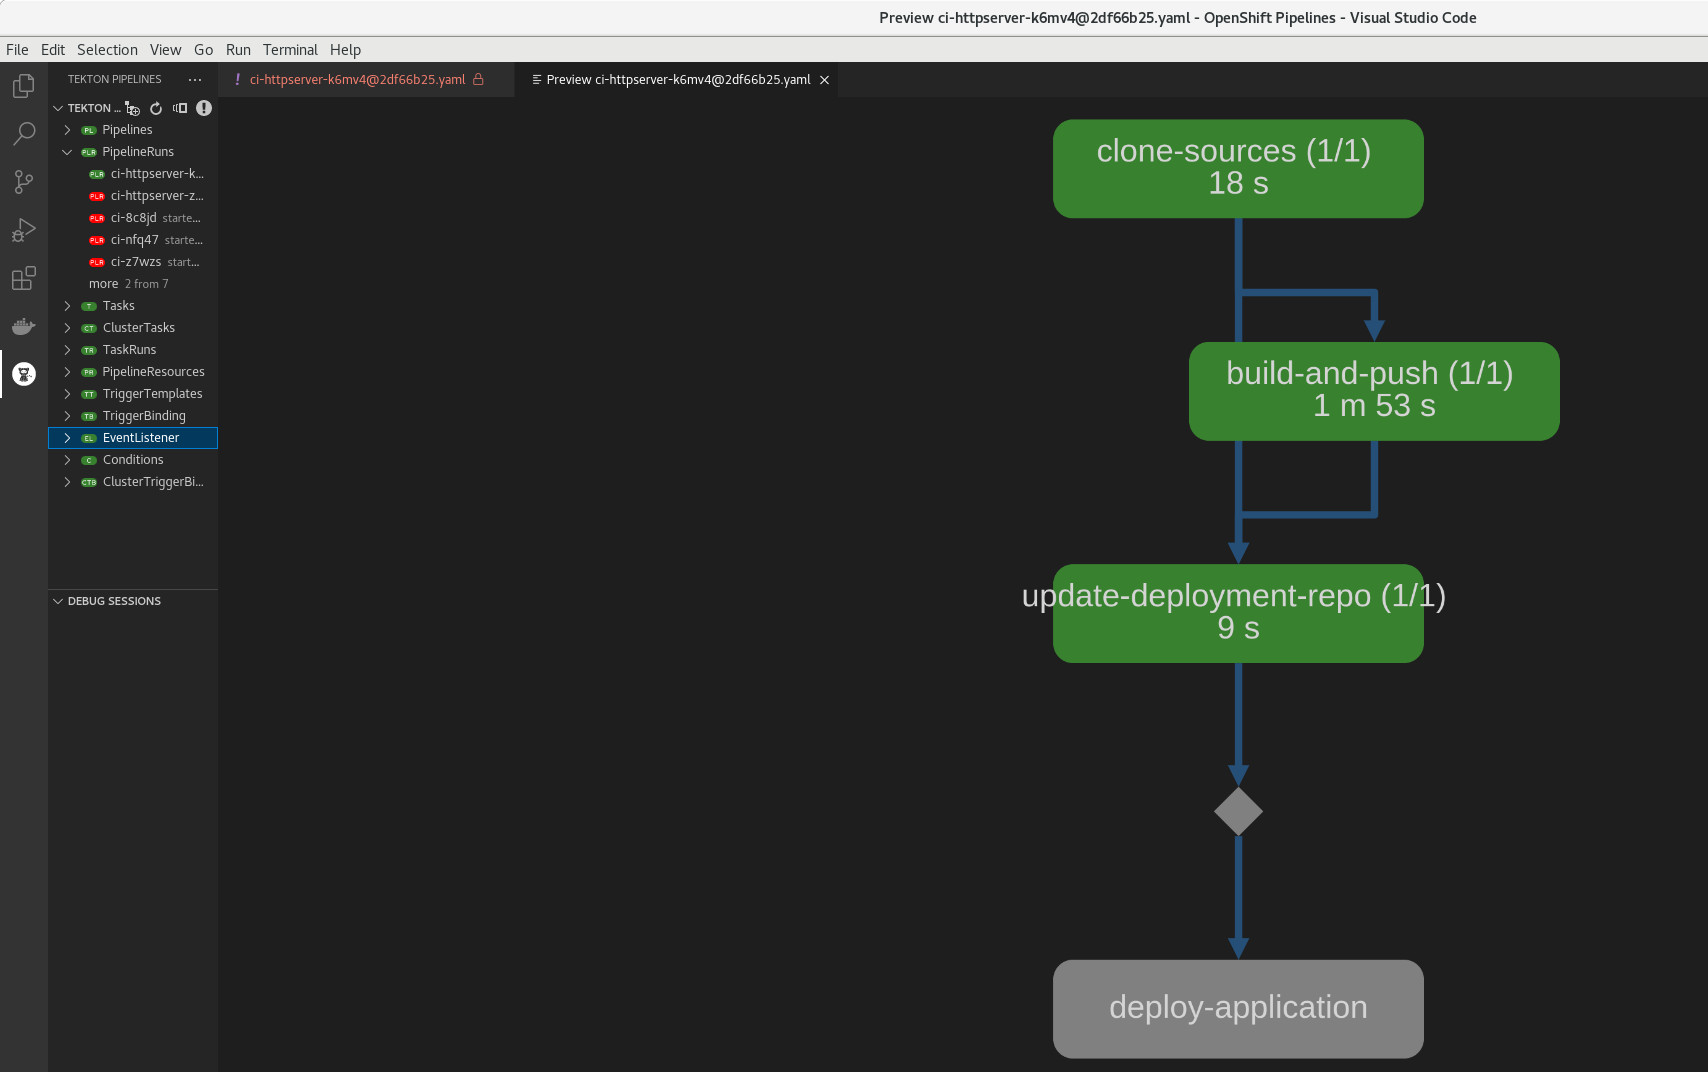 Preview ci-httpserver-k6mv4@2df66b25.yaml - OpenShift Pipelines - Visual Studio Code
File Edit Selection View Go Run Terminal Help
TEKTON PIPELINES ...
! ci-httpserver-k6mv4@2df66b25.yaml
Preview ci-httpserver-k6mv4@2df66b25.yaml
TEKTON ...
PL Pipelines
PLR PipelineRuns
PLR ci-httpserver-k...
PLR ci-httpserver-z...
PLR ci-8c8jd starte...
PLR ci-nfq47 starte...
PLR ci-z7wzs start...
more 2 from 7
T Tasks
CT ClusterTasks
TR TaskRuns
PR PipelineResources
TT TriggerTemplates
TB TriggerBinding
EL EventListener
C Conditions
CTB ClusterTriggerBi...
DEBUG SESSIONS
clone-sources (1/1)
18 s
build-and-push (1/1)
1 m 53 s
update-deployment-repo (1/1)
9 s
deploy-application